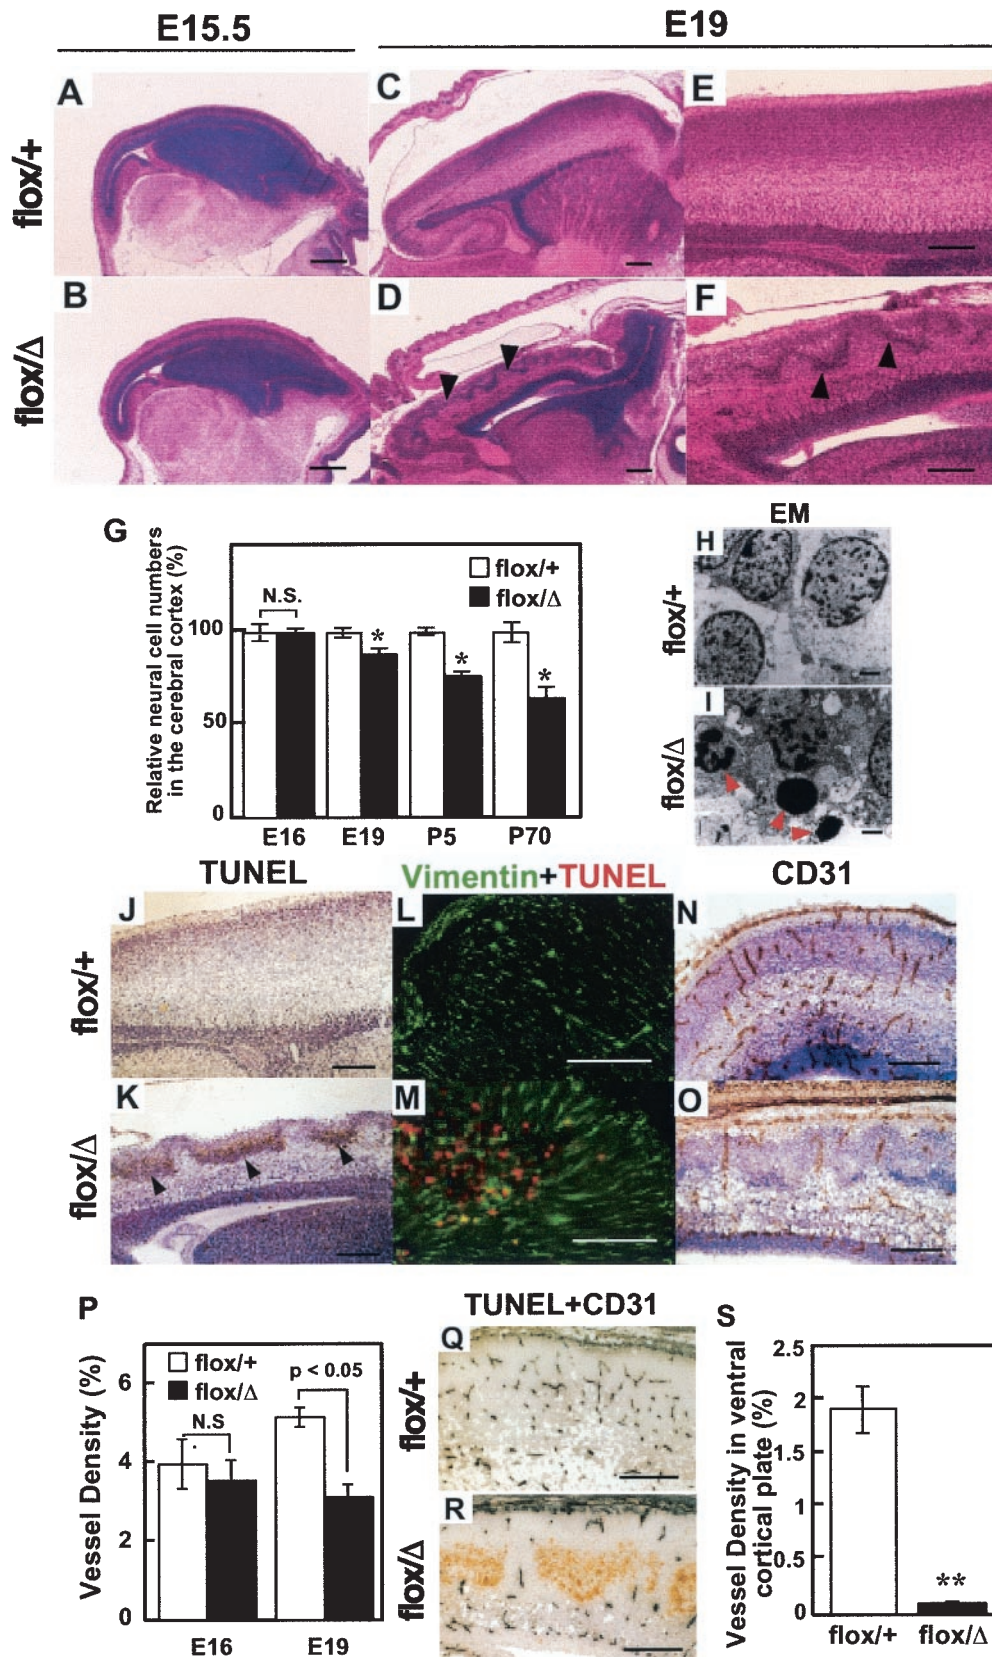 E15.5
E19
flox/+
flox/Δ
A
C
E
B
D
F
G
Relative neural cell numbers
in the cerebral cortex (%)
100
50
0
N.S.
*
*
*
flox/+
flox/Δ
E16
E19
P5
P70
EM
flox/+
flox/Δ
H
I
TUNEL
Vimentin+TUNEL
CD31
flox/+
flox/Δ
J
L
N
K
M
O
P
Vessel Density (%)
6
4
2
0
flox/+
flox/Δ
N.S
p < 0.05
E16
E19
TUNEL+CD31
flox/+
flox/Δ
Q
R
S
Vessel Density in ventral
cortical plate (%)
2.5
2
1.5
1
0.5
0
**
flox/+
flox/Δ